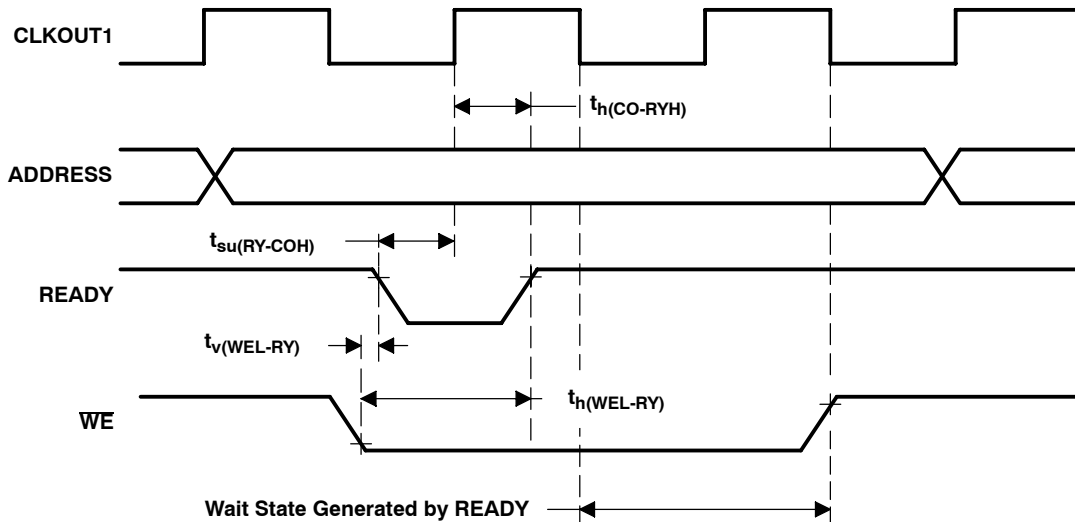 CLKOUT1
th(CO-RYH)
ADDRESS
tsu(RY-COH)
READY
tv(WEL-RY)
th(WEL-RY)
W̅E̅
Wait State Generated by READY